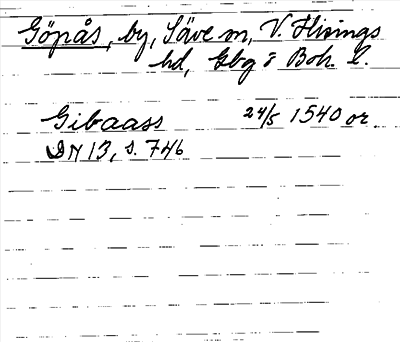 Göpås, by, Säve sn, V. Hisings
hd, Gbg o Boh. l.
Gibaass 24/5 1540 or.
DN 13, s. 746